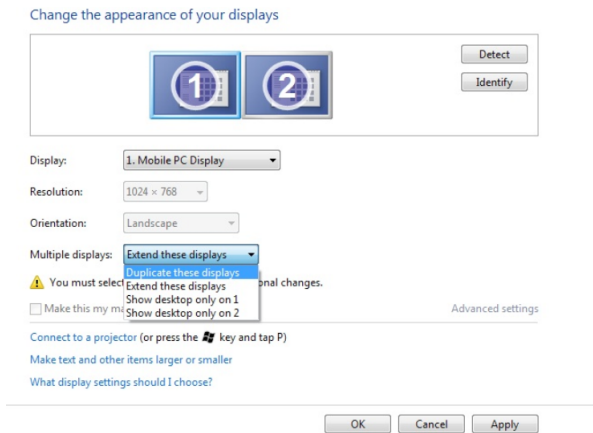 Change the appearance of your displays
1
2
Detect
Identify
Display: 1. Mobile PC Display
Resolution: 1024 × 768
Orientation: Landscape
Multiple displays: Extend these displays
Duplicate these displays
You must select onal changes.
Extend these displays
Show desktop only on 1
Make this my ma Advanced settings
Show desktop only on 2
Connect to a projector (or press the key and tap P)
Make text and other items larger or smaller
What display settings should I choose?
OK Cancel Apply